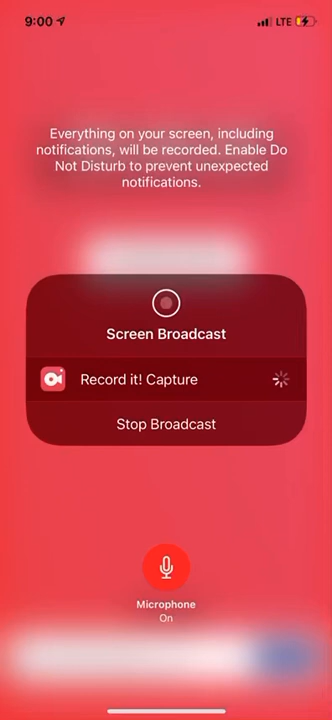 9:00
LTE
Everything on your screen, including
notifications, will be recorded. Enable Do
Not Disturb to prevent unexpected
notifications.
Screen Broadcast
Record it! Capture
Stop Broadcast
Microphone
On